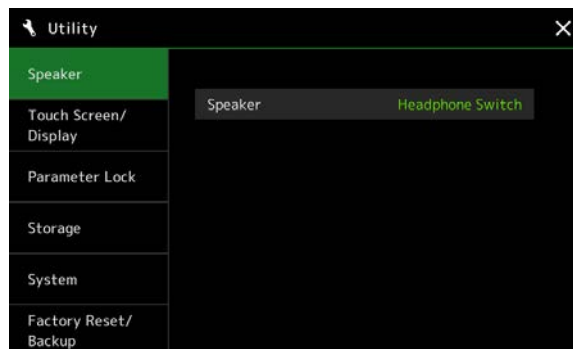 Utility
Speaker
Speaker Headphone Switch
Touch Screen/
Display
Parameter Lock
Storage
System
Factory Reset/
Backup